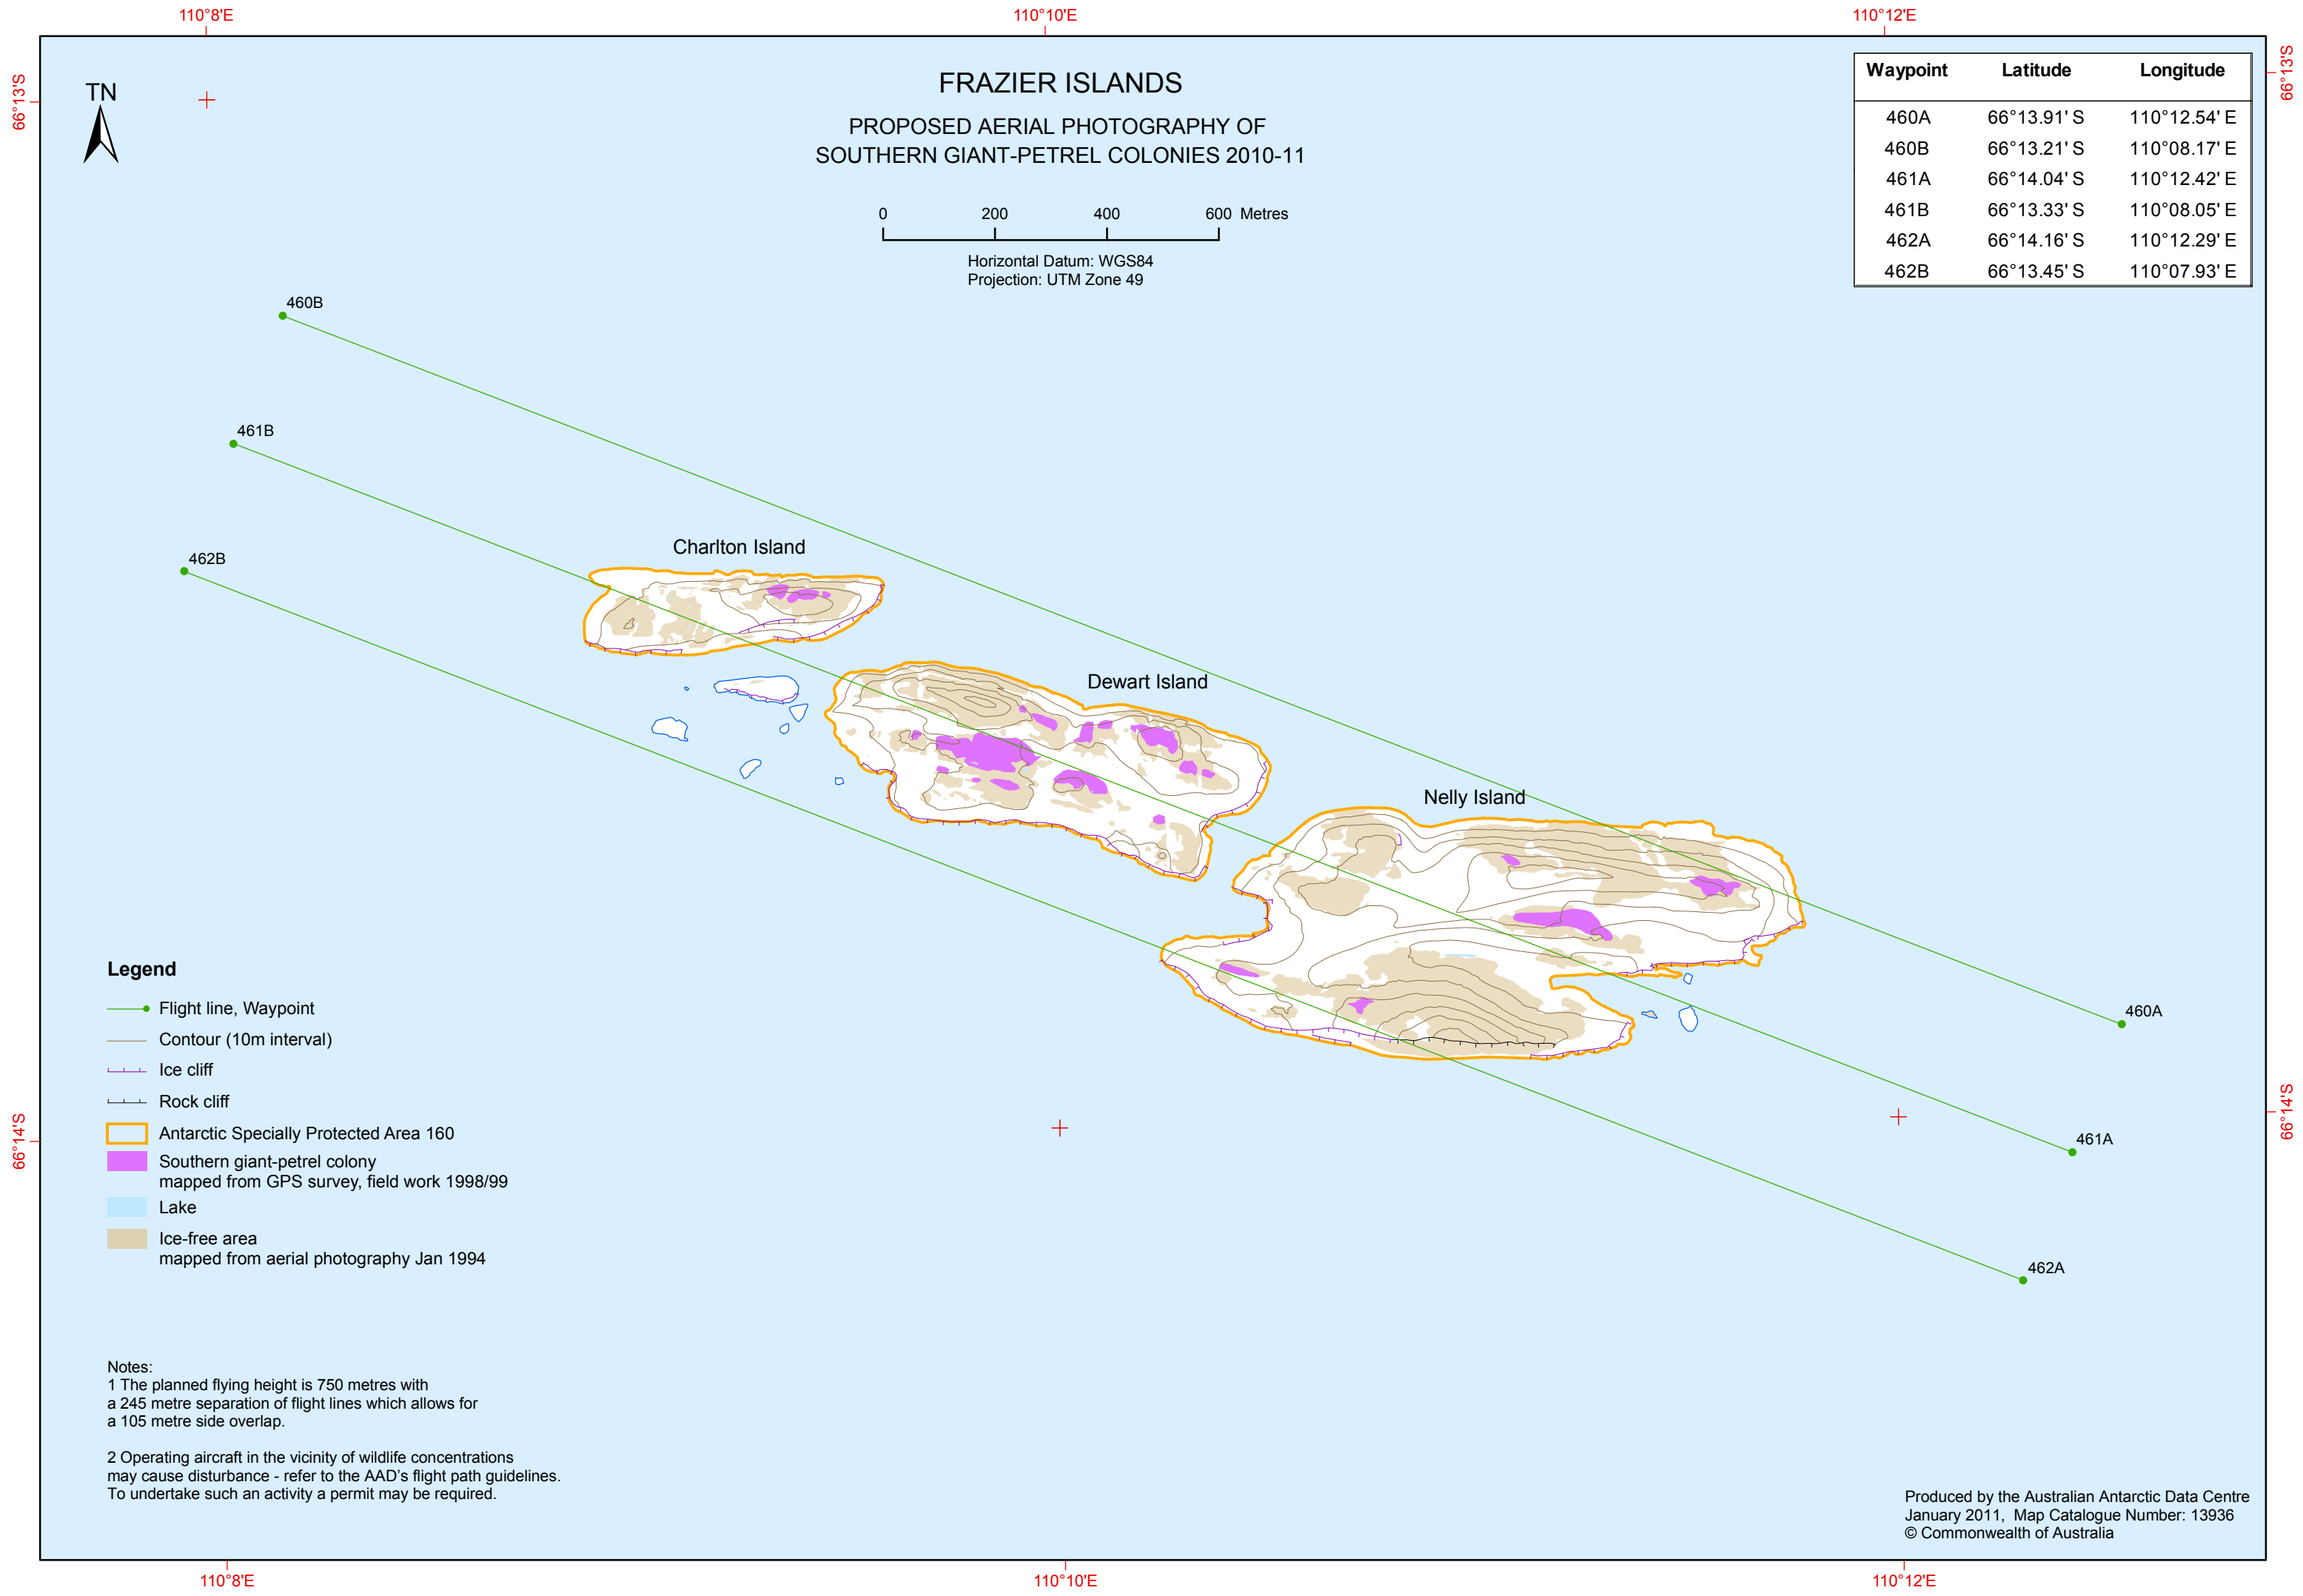 110°8'E
110°10'E
110°12'E
66°13'S
66°13'S
TN
FRAZIER ISLANDS
PROPOSED AERIAL PHOTOGRAPHY OF
SOUTHERN GIANT-PETREL COLONIES 2010-11
0 200 400 600 Metres
Horizontal Datum: WGS84
Projection: UTM Zone 49
Waypoint Latitude Longitude
460A 66°13.91' S 110°12.54' E
460B 66°13.21' S 110°08.17' E
461A 66°14.04' S 110°12.42' E
461B 66°13.33' S 110°08.05' E
462A 66°14.16' S 110°12.29' E
462B 66°13.45' S 110°07.93' E
460B
461B
462B
Charlton Island
Dewart Island
Nelly Island
460A
461A
462A
Legend
Flight line, Waypoint
Contour (10m interval)
Ice cliff
Rock cliff
Antarctic Specially Protected Area 160
Southern giant-petrel colony
mapped from GPS survey, field work 1998/99
Lake
Ice-free area
mapped from aerial photography Jan 1994
66°14'S
66°14'S
Notes:
1 The planned flying height is 750 metres with
a 245 metre separation of flight lines which allows for
a 105 metre side overlap.
2 Operating aircraft in the vicinity of wildlife concentrations
may cause disturbance - refer to the AAD's flight path guidelines.
To undertake such an activity a permit may be required.
Produced by the Australian Antarctic Data Centre
January 2011, Map Catalogue Number: 13936
© Commonwealth of Australia
110°8'E
110°10'E
110°12'E